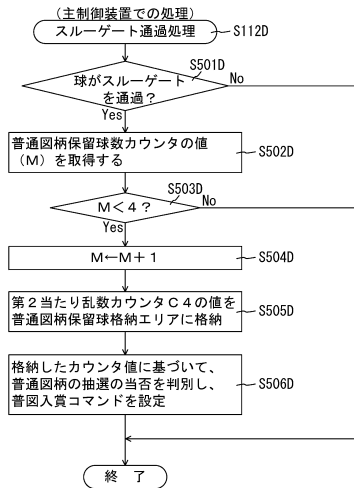 (主制御装置での処理)
スルーゲート通過処理
S112D
S501D
球がスルーゲート
を通過？
No
Yes
普通図柄保留球数カウンタの値
(M)を取得する
S502D
S503D
M＜4？
No
Yes
M←M＋1
S504D
第2当たり乱数カウンタC4の値を
普通図柄保留球格納エリアに格納
S505D
格納したカウンタ値に基づいて、
普通図柄の抽選の当否を判別し、
普図入賞コマンドを設定
S506D
終 了